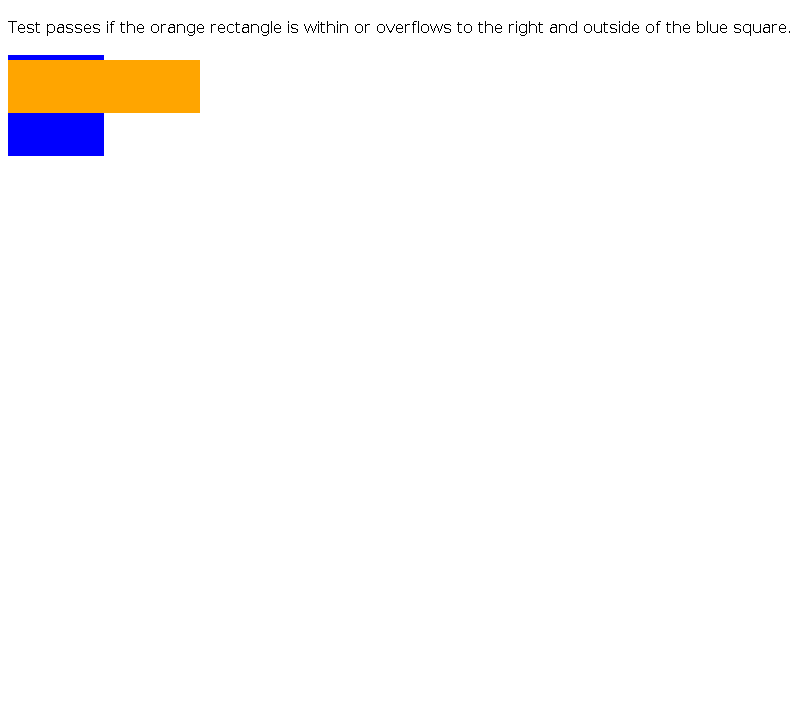 Test passes if the orange rectangle is within or overflows to the right and outside of the blue square.